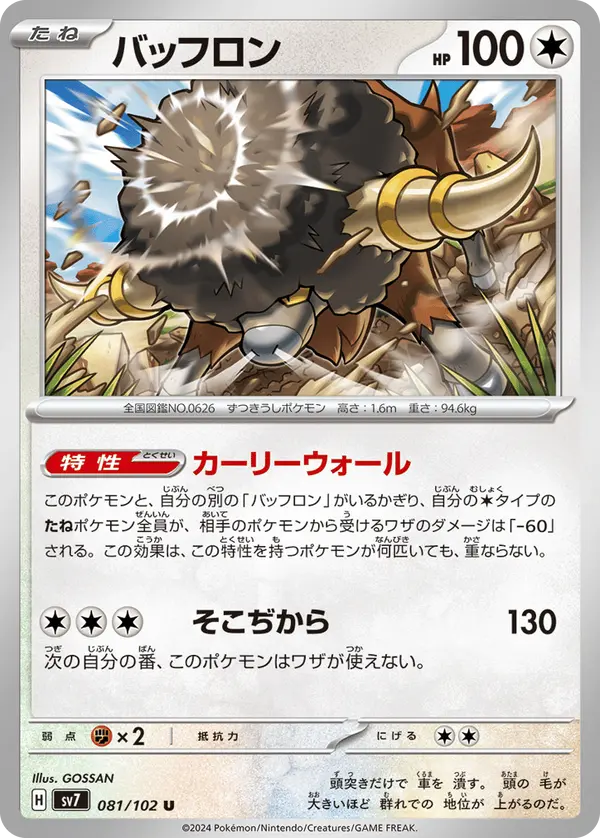 たね バッフロン HP 100
全国図鑑NO.0626 ずつきうしポケモン 高さ：1.6m 重さ：94.6kg
特性 とくせい カーリーウォール
このポケモンと、自分の別の「バッフロン」がいるかぎり、自分のタイプの
たねポケモン全員が、相手のポケモンから受けるワザのダメージは「-60」
される。この効果は、この特性を持つポケモンが何匹いても、重ならない。
そこぢから 130
次の自分の番、このポケモンはワザが使えない。
弱点 ×2 抵抗力 にげる
Illus. GOSSAN
H sv7 081/102 U
頭突きだけで 車を 潰す。 頭の 毛が
大きいほど 群れでの 地位が 上がるのだ。
©2024 Pokémon/Nintendo/Creatures/GAME FREAK.